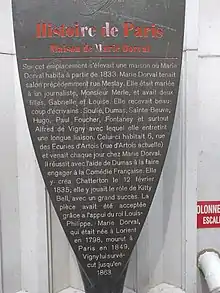 Histoire de Paris
Maison de Marie Dorval
Sur cet emplacement s'élevait une maison où Marie
Dorval habita à partir de 1833. Marie Dorval tenait
salon précédemment rue Meslay. Elle était mariée
à un journaliste, Monsieur Merle, et avait deux
filles, Gabrielle et Louise. Elle recevait beau-
coup d'écrivains : Soulié, Dumas, Sainte-Beuve,
Hugo, Paul Foucher, Fontaney et surtout
Alfred de Vigny avec lequel elle entretint
une longue liaison. Celui-ci habitait 6, rue
des Écuries d'Artois (rue d'Artois actuelle)
et venait chaque jour chez Marie Dorval.
Il réussit avec l'aide de Dumas à la faire
engager à la Comédie Française. Elle
y créa Chatterton le 12 février
1835, elle y jouait le rôle de Kitty
Bell, avec un grand succès. La
pièce avait été acceptée
grâce à l'appui du roi Louis-
Philippe. Marie Dorval,
qui était née à Lorient
en 1798, mourut à
Paris en 1849,
Vigny lui survé-
cut jusqu'en
1863.
COLONNE
ESCALI